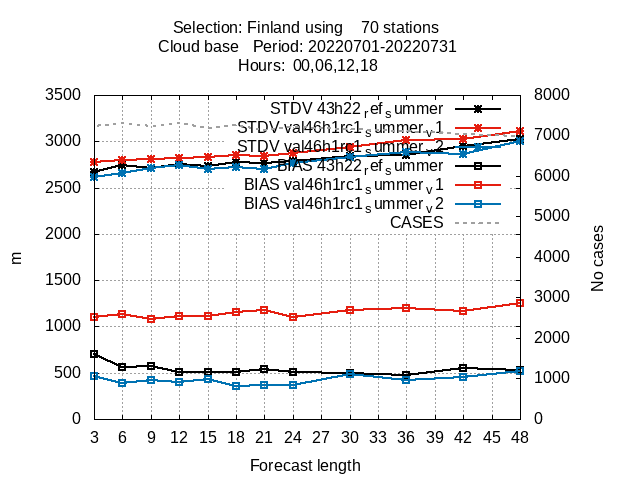 Selection: Finland using    70 stations
Cloud base   Period: 20220701-20220731
Hours:  00,06,12,18
3500
3000
2500
2000
1500
1000
500
0
m
8000
7000
6000
5000
4000
3000
2000
1000
0
No cases
STDV 43h22_ref_summer
STDV val46h1rc1_summer_v1
STDV val46h1rc1_summer_v2
BIAS 43h22_ref_summer
BIAS val46h1rc1_summer_v1
BIAS val46h1rc1_summer_v2
CASES
3 6 9 12 15 18 21 24 27 30 33 36 39 42 45 48
Forecast length